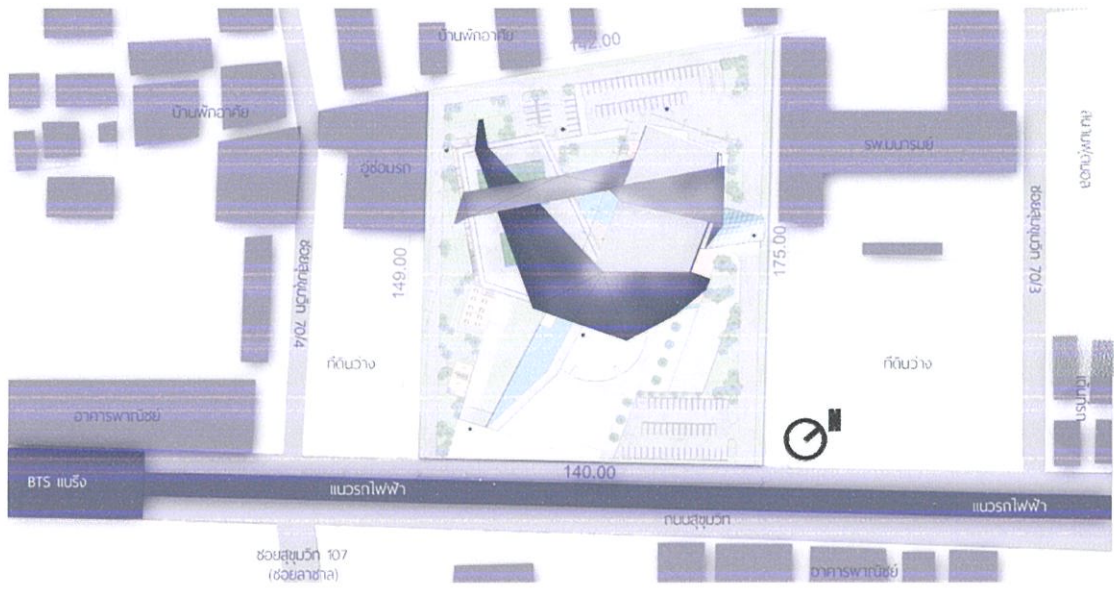 บ้านพักอาศัย
142.00
บ้านพักอาศัย
อู่ซ่อมรถ
รพ.มนารมย์
ซอยสุขุมวิท 70/4
149.00
175.00
ซอยสุขุมวิท 70/3
ที่ดินว่าง
ที่ดินว่าง
N
อาคารพาณิชย์
BTS แบริ่ง
140.00
แนวรถไฟฟ้า
แนวรถไฟฟ้า
ถนนสุขุมวิท
ซอยสุขุมวิท 107
(ซอยลาซาล)
อาคารพาณิชย์